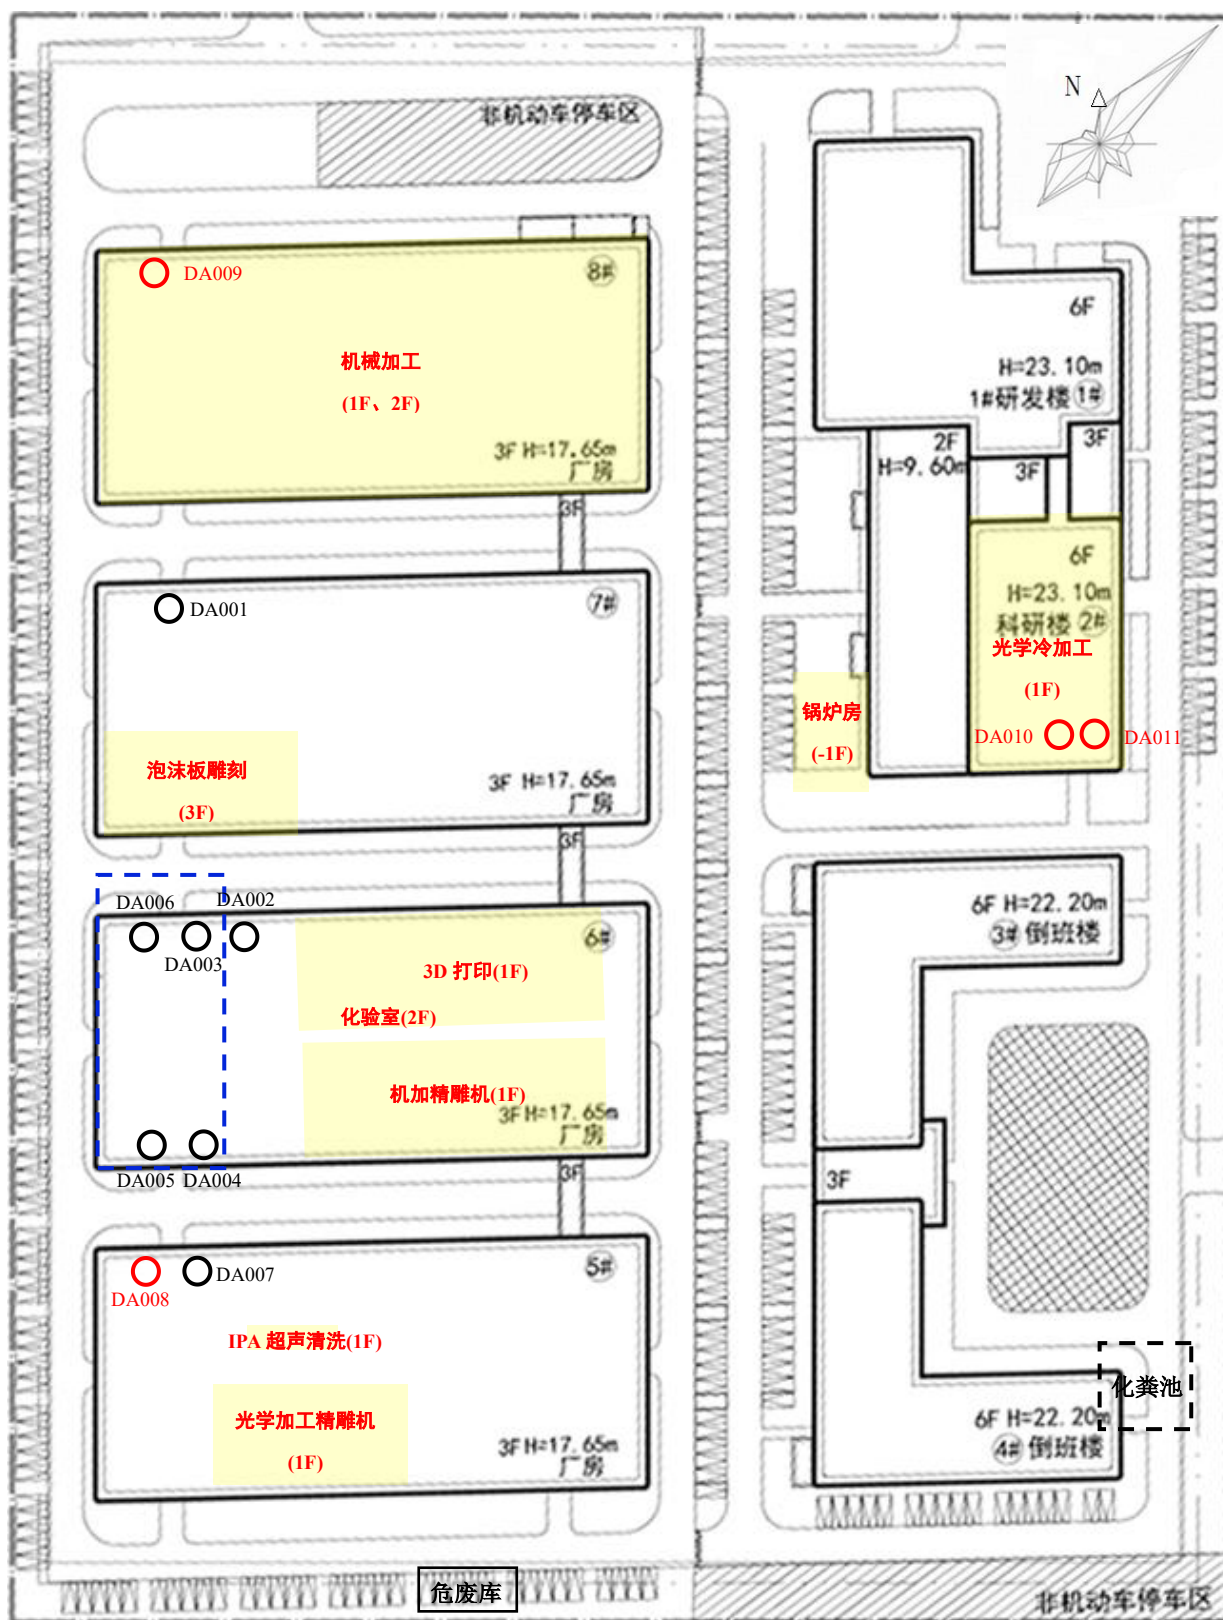 非机动车停车区
N
DA009
8#
机械加工
(1F、2F)
3F H=17.65m
厂房
3F
6F
H=23.10m
1#研发楼 1#
2F
H=9.60m
3F
3F
DA001
7#
泡沫板雕刻
(3F)
3F H=17.65m
厂房
3F
6F
H=23.10m
科研楼 2#
光学冷加工
(1F)
锅炉房
(-1F)
DA010
DA011
DA006
DA002
DA003
6#
3D 打印(1F)
化验室(2F)
机加精雕机(1F)
3F H=17.65m
厂房
DA005
DA004
3F
6F H=22.20m
3# 倒班楼
3F
5#
DA008
DA007
IPA 超声清洗(1F)
光学加工精雕机
(1F)
3F H=17.65m
厂房
化粪池
6F H=22.20m
4# 倒班楼
危废库
非机动车停车区